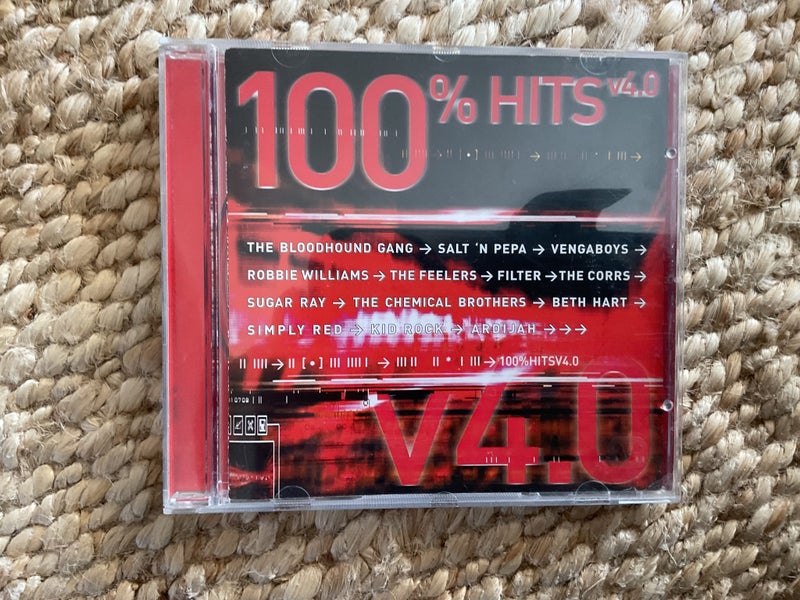 100% HITS v4.0
THE BLOODHOUND GANG → SALT 'N PEPA → VENGABOYS →
ROBBIE WILLIAMS → THE FEELERS → FILTER → THE CORRS →
SUGAR RAY → THE CHEMICAL BROTHERS → BETH HART →
SIMPLY RED → KID ROCK → ARDIJAH → → →
100%HITSV4.0
v4.0